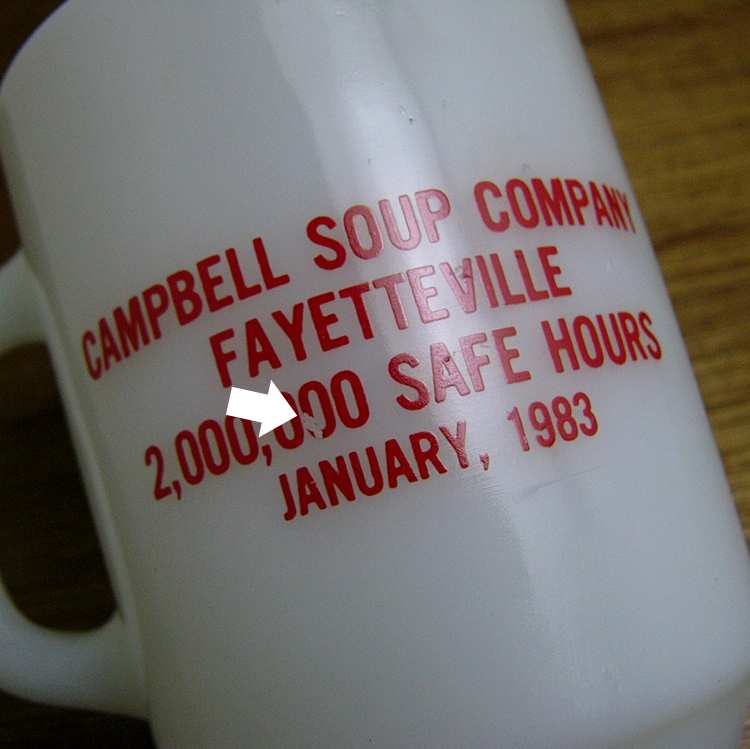 CAMPBELL SOUP COMPANY
FAYETTEVILLE
2,000,000 SAFE HOURS
JANUARY, 1983